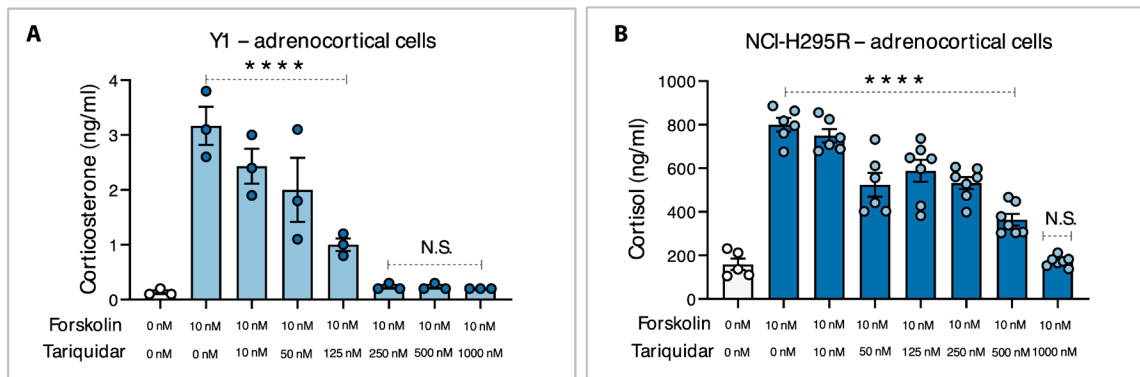 A
Y1 – adrenocortical cells
****
4
3
2
1
0
Corticosterone (ng/ml)
N.S.
Forskolin 0 nM 10 nM 10 nM 10 nM 10 nM 10 nM 10 nM 10 nM
Tariquidar 0 nM 0 nM 10 nM 50 nM 125 nM 250 nM 500 nM 1000 nM
B
NCI-H295R – adrenocortical cells
****
1000
800
600
400
200
0
Cortisol (ng/ml)
N.S.
Forskolin 0 nM 10 nM 10 nM 10 nM 10 nM 10 nM 10 nM 10 nM
Tariquidar 0 nM 0 nM 10 nM 50 nM 125 nM 250 nM 500 nM 1000 nM